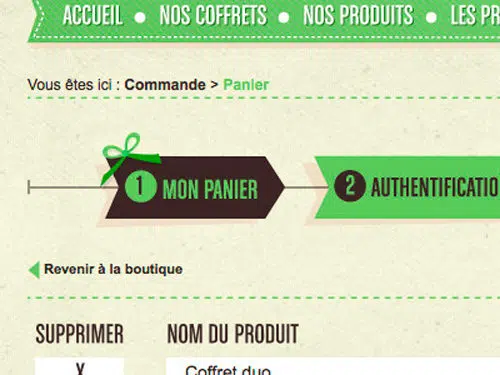 ACCUEIL • NOS COFFRETS • NOS PRODUITS • LES PR
Vous êtes ici : Commande > Panier
1 MON PANIER 2 AUTHENTIFICATIO
Revenir à la boutique
SUPPRIMER NOM DU PRODUIT
X Coffret duo